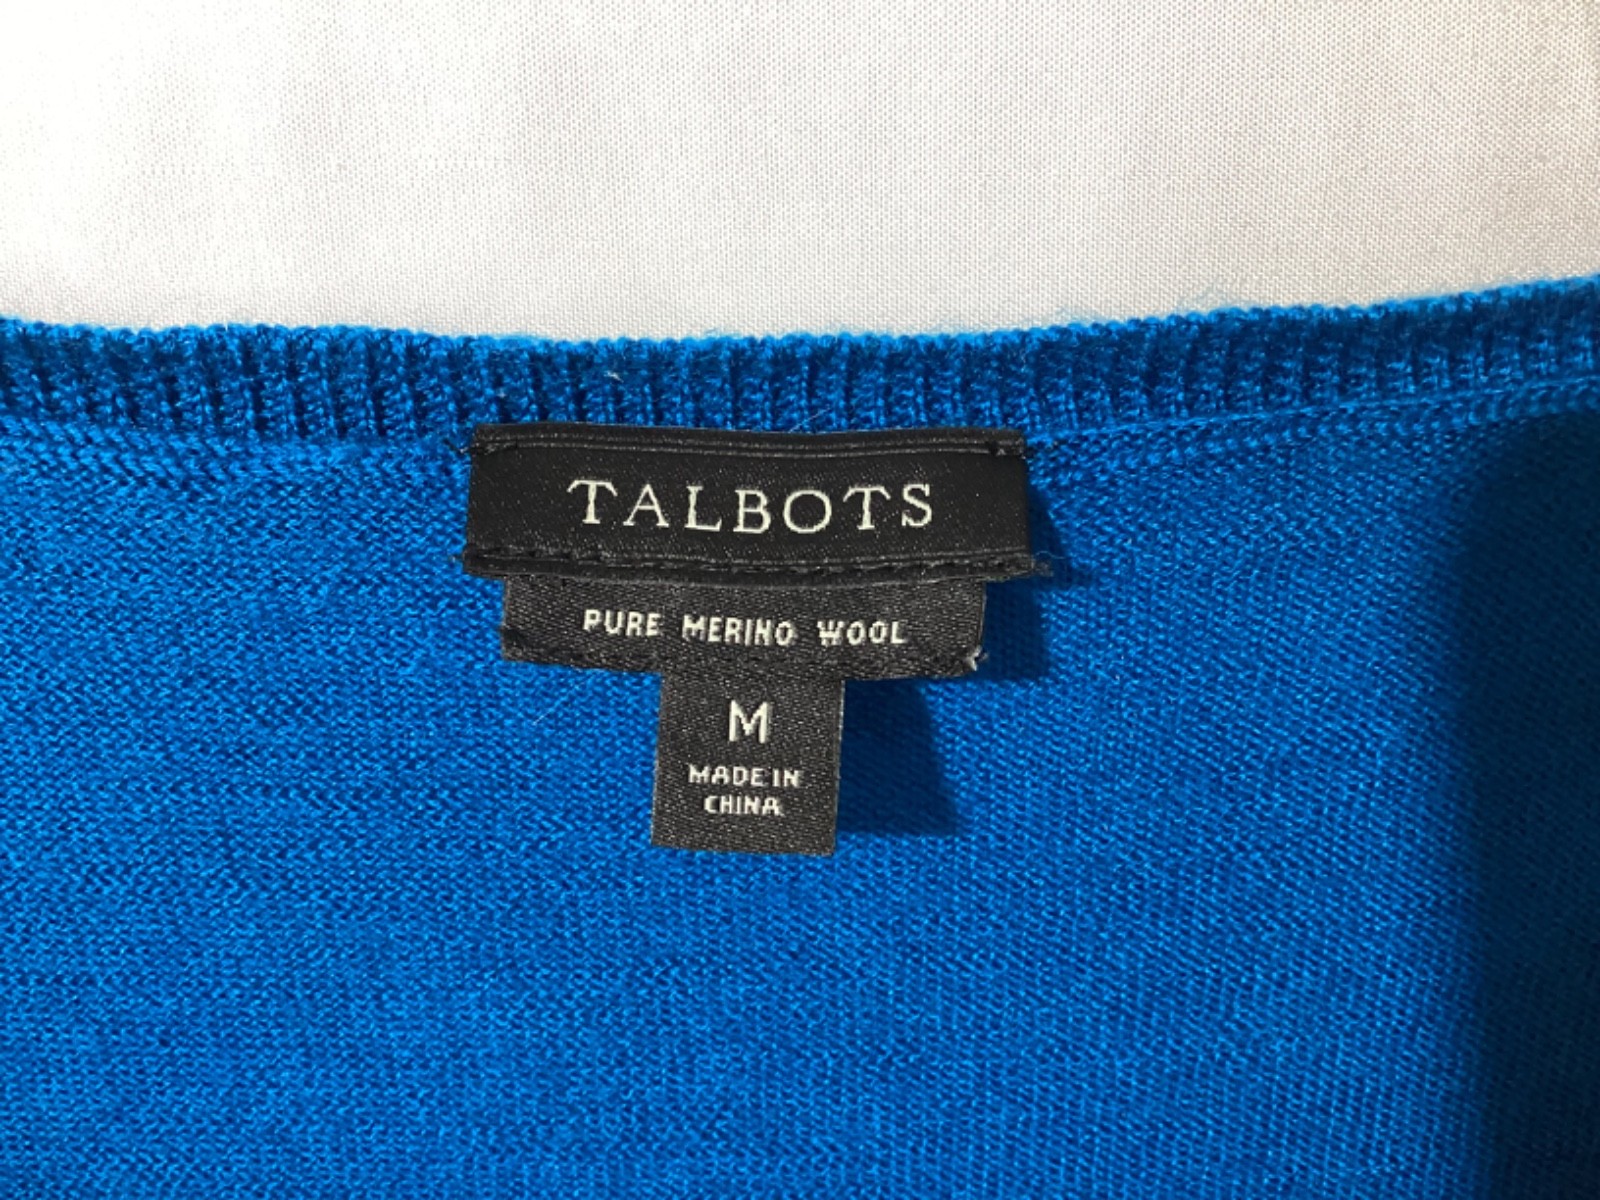 TALBOTS
PURE MERINO WOOL
M
MADE IN
CHINA